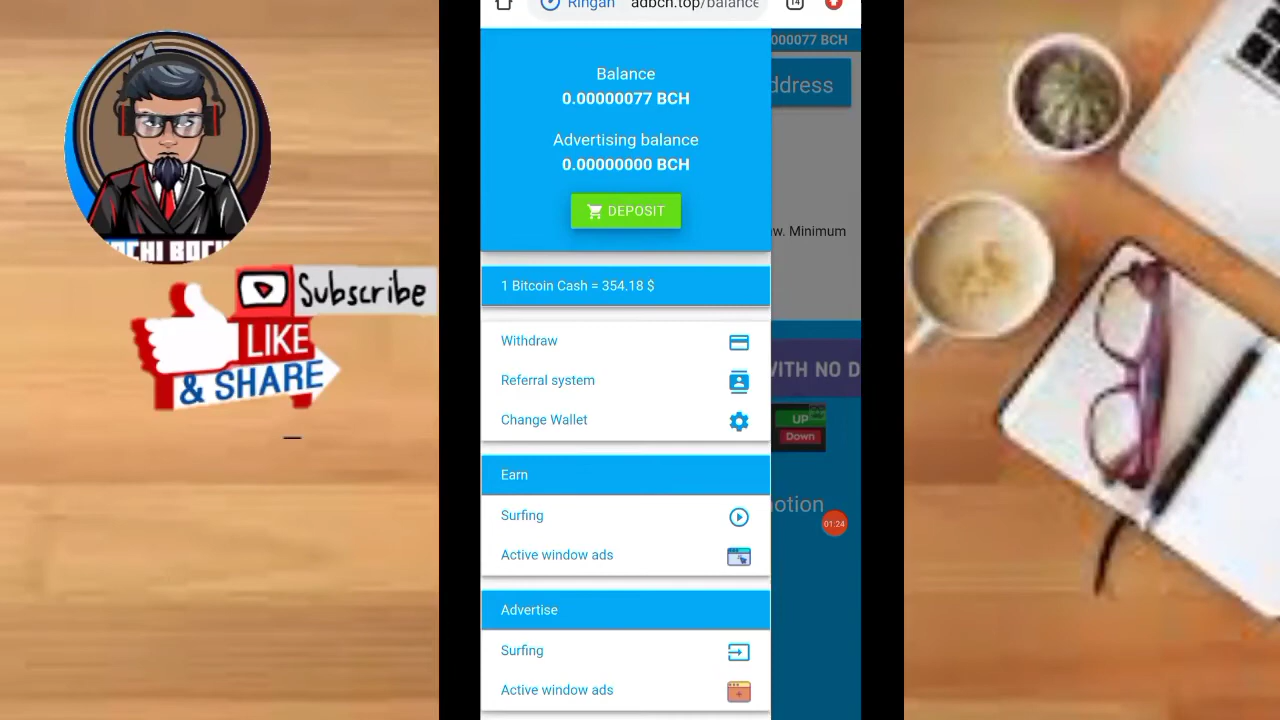 Ringan
adbch.top/balance
14
000077 BCH
Balance
0.00000077 BCH
Advertising balance
0.00000000 BCH
DEPOSIT
ddress
w. Minimum
1 Bitcoin Cash = 354.18 $
Withdraw
Referral system
Change Wallet
WITH NO D
UP
Down
Earn
Surfing
Active window ads
otion
01:24
Advertise
Surfing
Active window ads
Subscribe
LIKE
& SHARE